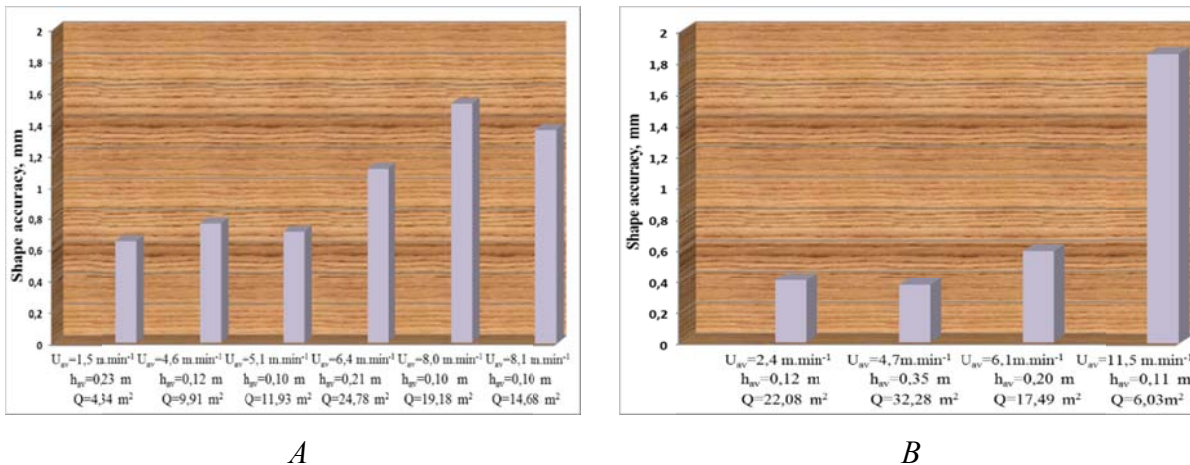 2
1,8
1,6
1,4
1,2
1
0,8
0,6
0,4
0,2
0
Shape accuracy, mm
Uav=1,5 m.min-1 Uav=4,6 m.min-1 Uav=5,1 m.min-1 Uav=6,4 m.min-1 Uav=8,0 m.min-1 Uav=8,1 m.min-1
hav=0,23 m hav=0,12 m hav=0,10 m hav=0,21 m hav=0,10 m hav=0,10 m
Q=4,34 m² Q=9,91 m² Q=11,93 m² Q=24,78 m² Q=19,18 m² Q=14,68 m²
A
2
1,8
1,6
1,4
1,2
1
0,8
0,6
0,4
0,2
0
Shape accuracy, mm
Uav=2,4 m.min-1 Uav=4,7m.min-1 Uav=6,1m.min-1 Uav=11,5 m.min-1
hav=0,12 m hav=0,35 m hav=0,20 m hav=0,11 m
Q=22,08 m² Q=32,28 m² Q=17,49 m² Q=6,03m²
B